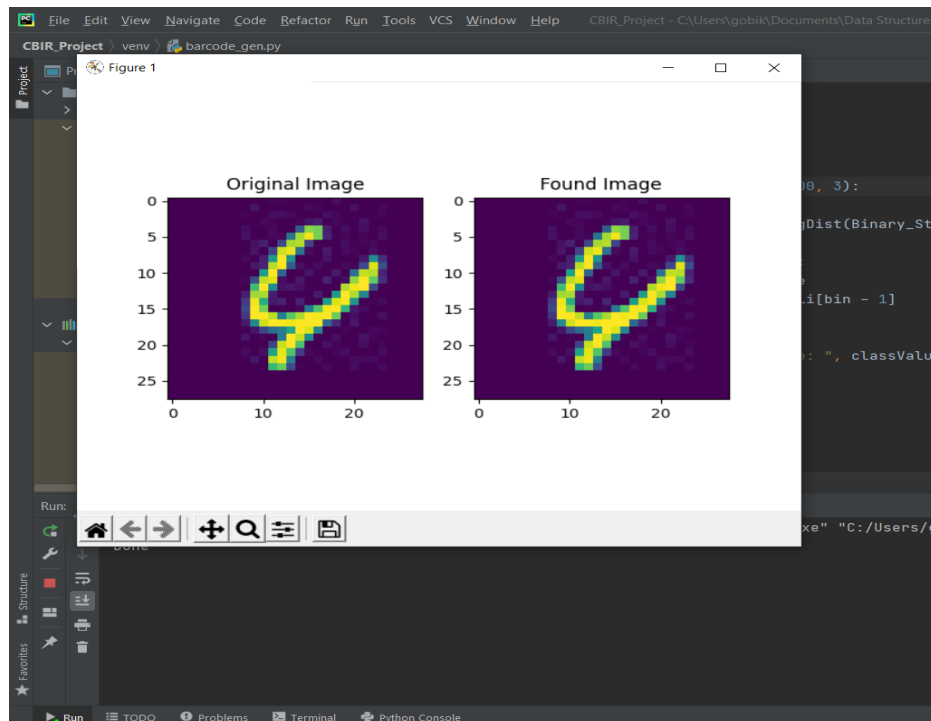 PC File Edit View Navigate Code Refactor Run Tools VCS Window Help CBIR_Project - C:\Users\gobik\Documents\Data Structure
CBIR_Project venv barcode_gen.py
Project
Figure 1
Original Image Found Image
0 5 10 15 20 25
0 10 20
0 5 10 15 20 25
0 10 20
3):
Dist(Binary_St
i[bin - 1]
: ", classValu
Run:
xe" "C:/Users/
Done
Structure
Favorites
Run TODO Problems Terminal Python Console